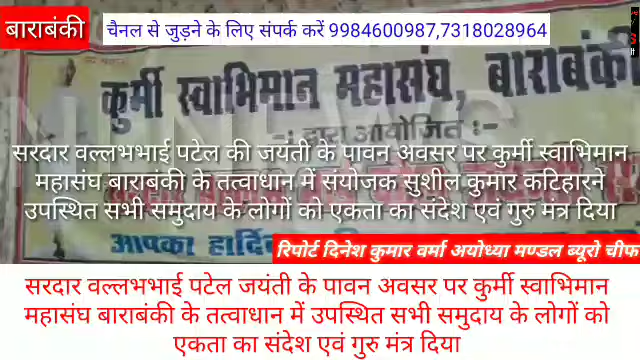 बाराबंकी
चैनल से जुड़ने के लिए संपर्क करें 9984600987,7318028964
कुर्मी स्वाभिमान महासंघ, बाराबंकी
-: द्वारा आयोजित :-
सरदार वल्लभभाई पटेल की जयंती के पावन अवसर पर कुर्मी स्वाभिमान
महासंघ बाराबंकी के तत्वाधान में संयोजक सुशील कुमार कटिहारने
उपस्थित सभी समुदाय के लोगों को एकता का संदेश एवं गुरु मंत्र दिया
आपका हार्दि
रिपोर्ट दिनेश कुमार वर्मा अयोध्या मण्डल ब्यूरो चीफ
सरदार वल्लभभाई पटेल जयंती के पावन अवसर पर कुर्मी स्वाभिमान
महासंघ बाराबंकी के तत्वाधान में उपस्थित सभी समुदाय के लोगों को
एकता का संदेश एवं गुरु मंत्र दिया